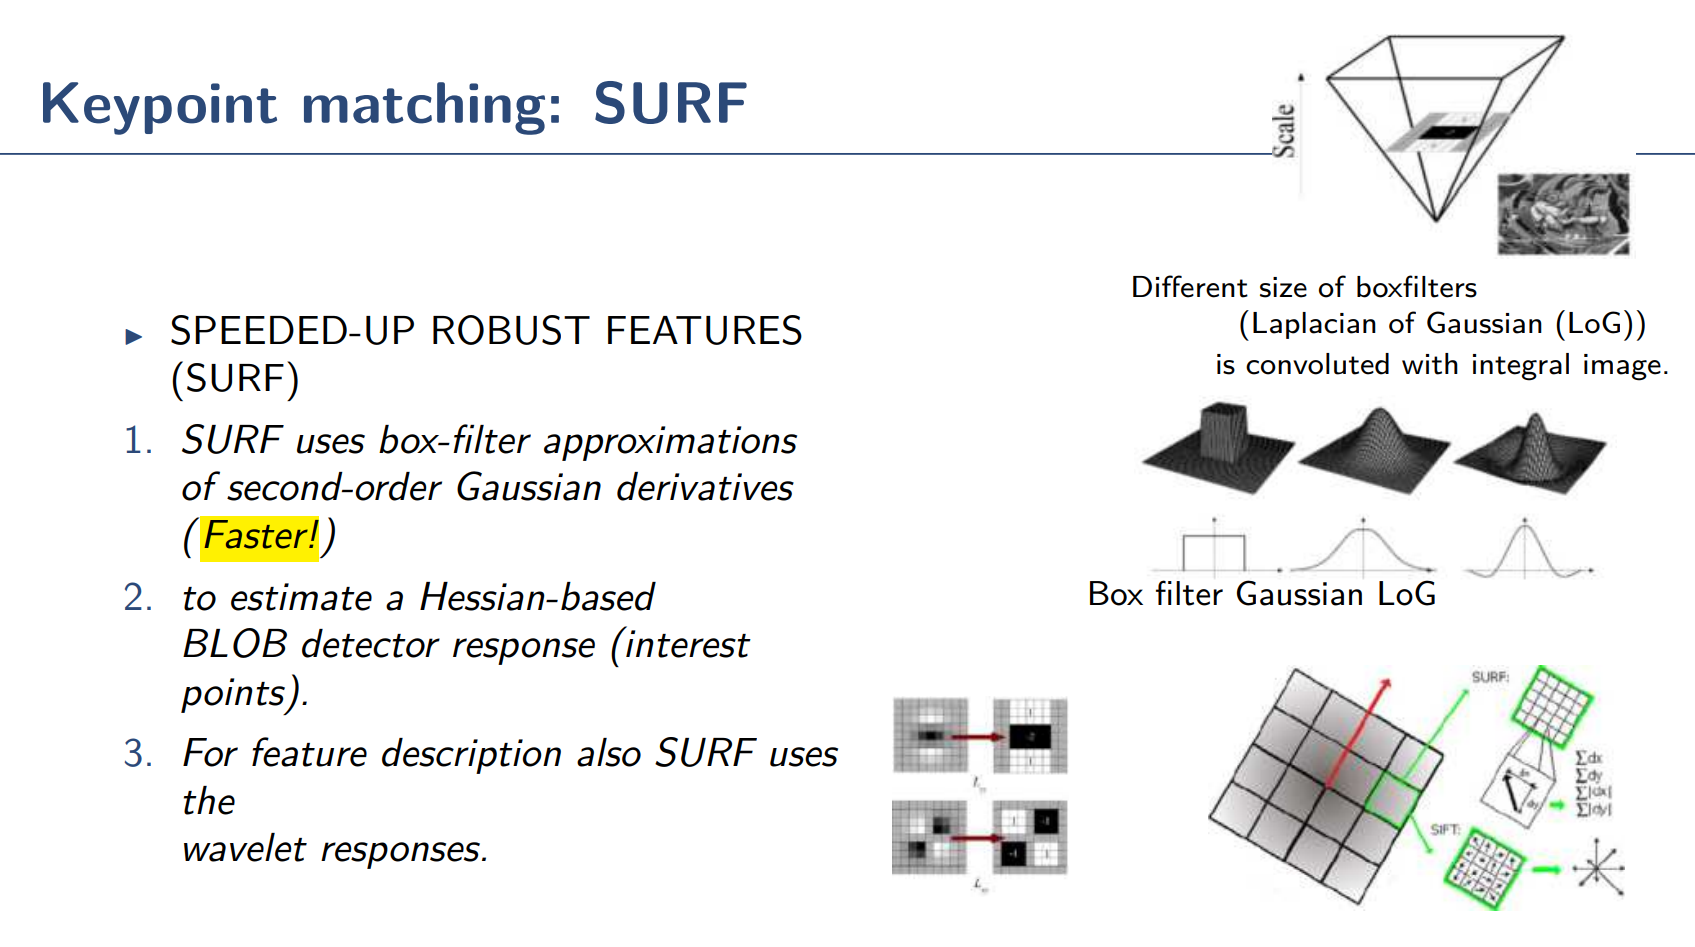 Keypoint matching: SURF
Scale
SPEEDED-UP ROBUST FEATURES
(SURF)
1. SURF uses box-filter approximations
of second-order Gaussian derivatives
(Faster!)
2. to estimate a Hessian-based
BLOB detector response (interest
points).
3. For feature description also SURF uses
the
wavelet responses.
Different size of boxfilters
(Laplacian of Gaussian (LoG))
is convoluted with integral image.
Box filter Gaussian LoG
SURF:
Σdx
Σdy
Σ|dx|
Σ|dy|
SIFT: